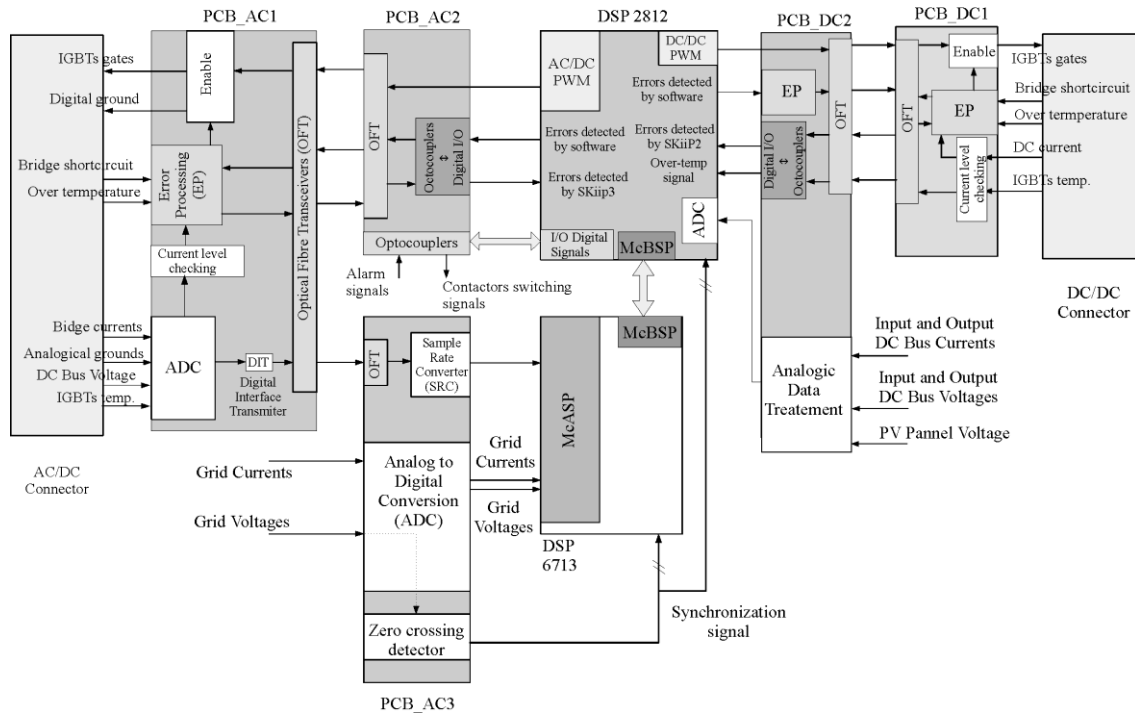 PCB_AC1
PCB_AC2
DSP 2812
PCB_DC2
PCB_DC1
IGBTs gates
Digital ground
Bridge shortcircuit
Over termperature
Bidge currents
Analogical grounds
DC Bus Voltage
IGBTs temp.
AC/DC
Connector
Enable
Error
Processing
(EP)
Current level
checking
ADC
DIT
Digital
Interface
Transmiter
Optical Fibre Transceivers (OFT)
OFT
Octocouplers
⇕
Digital I/O
Optocouplers
Alarm
signals
Contactors switching
signals
AC/DC
PWM
DC/DC
PWM
Errors detected
by software
Errors detected
by software
Errors detected
by SKiiP2
Over-temp
signal
Errors detected
by SKiip3
ADC
I/O Digital
Signals
McBSP
EP
OFT
Digital I/O
⇕
Octocouplers
Analogic
Data
Treatement
OFT
Enable
EP
Current level
checking
IGBTs gates
Bridge shortcircuit
Over termperature
DC current
IGBTs temp.
DC/DC
Connector
Input and Output
DC Bus Currents
Input and Output
DC Bus Voltages
PV Pannel Voltage
OFT
Sample
Rate
Converter
(SRC)
McBSP
McASP
Grid Currents
Grid Voltages
Analog to
Digital
Conversion
(ADC)
Grid
Currents
Grid
Voltages
DSP
6713
Synchronization
signal
Zero crossing
detector
PCB_AC3